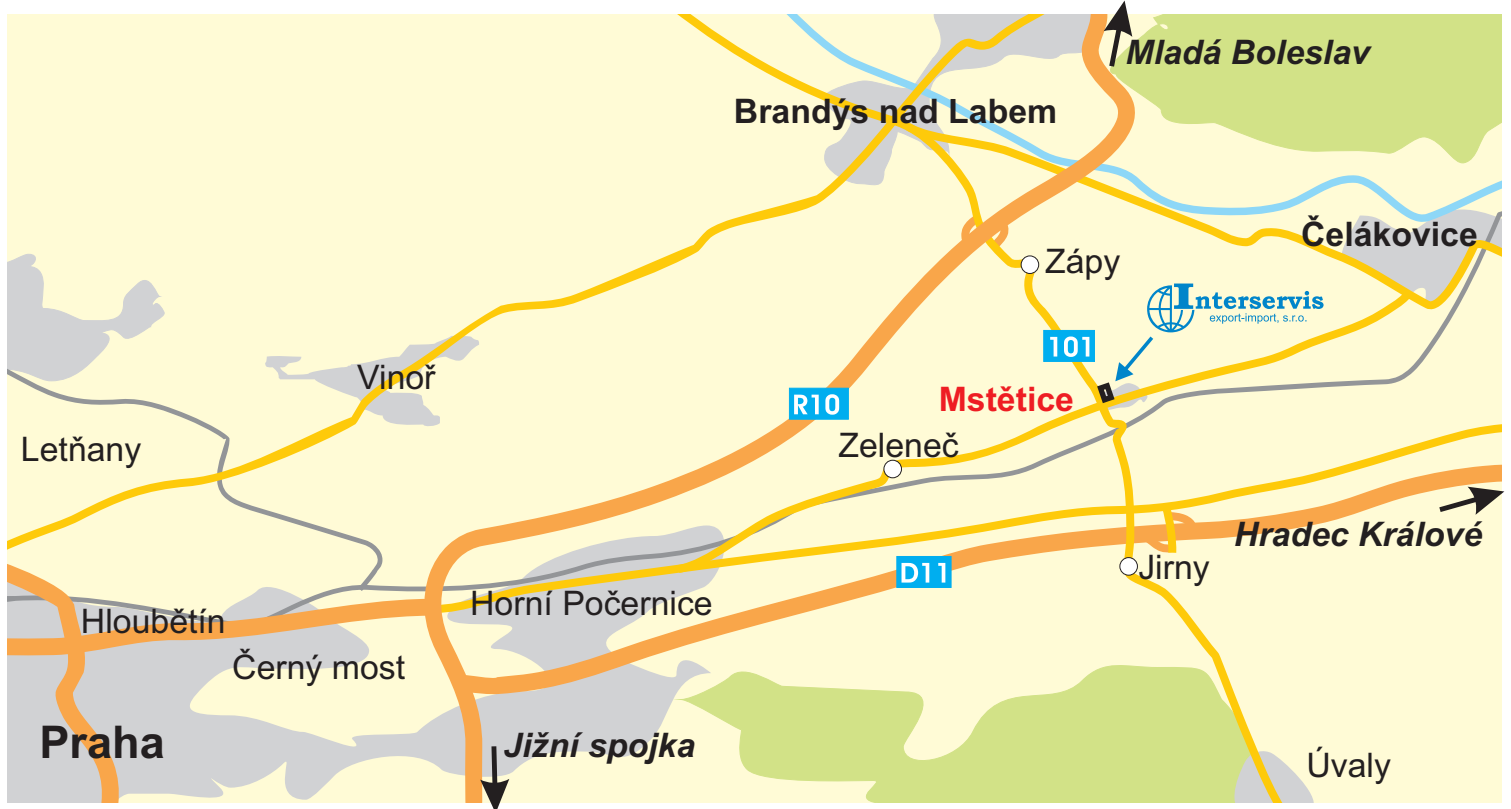 Mladá Boleslav
Brandýs nad Labem
Čelákovice
Zápy
Interservis
export-import, s.r.o.
101
Vinoř
R10
Mstětice
Letňany
Zeleneč
Hradec Králové
D11
Jirny
Horní Počernice
Hloubětín
Černý most
Praha
Jižní spojka
Úvaly